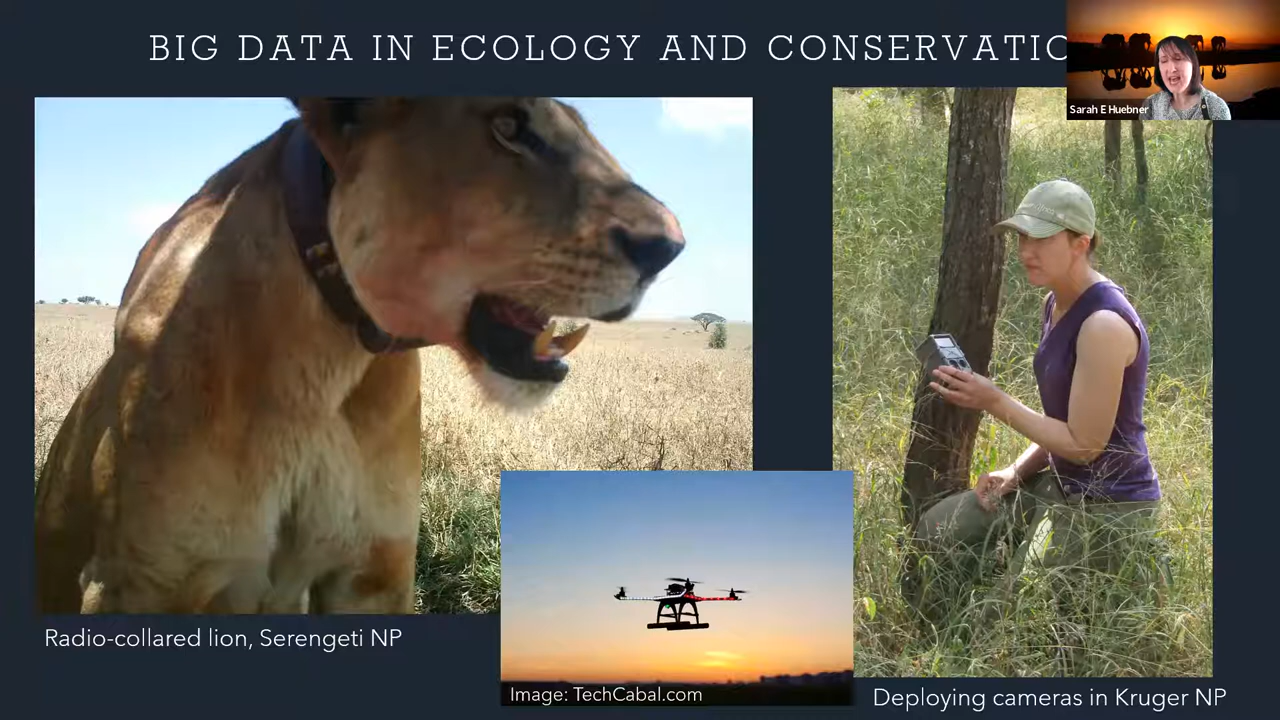 BIG DATA IN ECOLOGY AND CONSERVATIO
Sarah E Huebner
Radio-collared lion, Serengeti NP
Image: TechCabal.com
Deploying cameras in Kruger NP